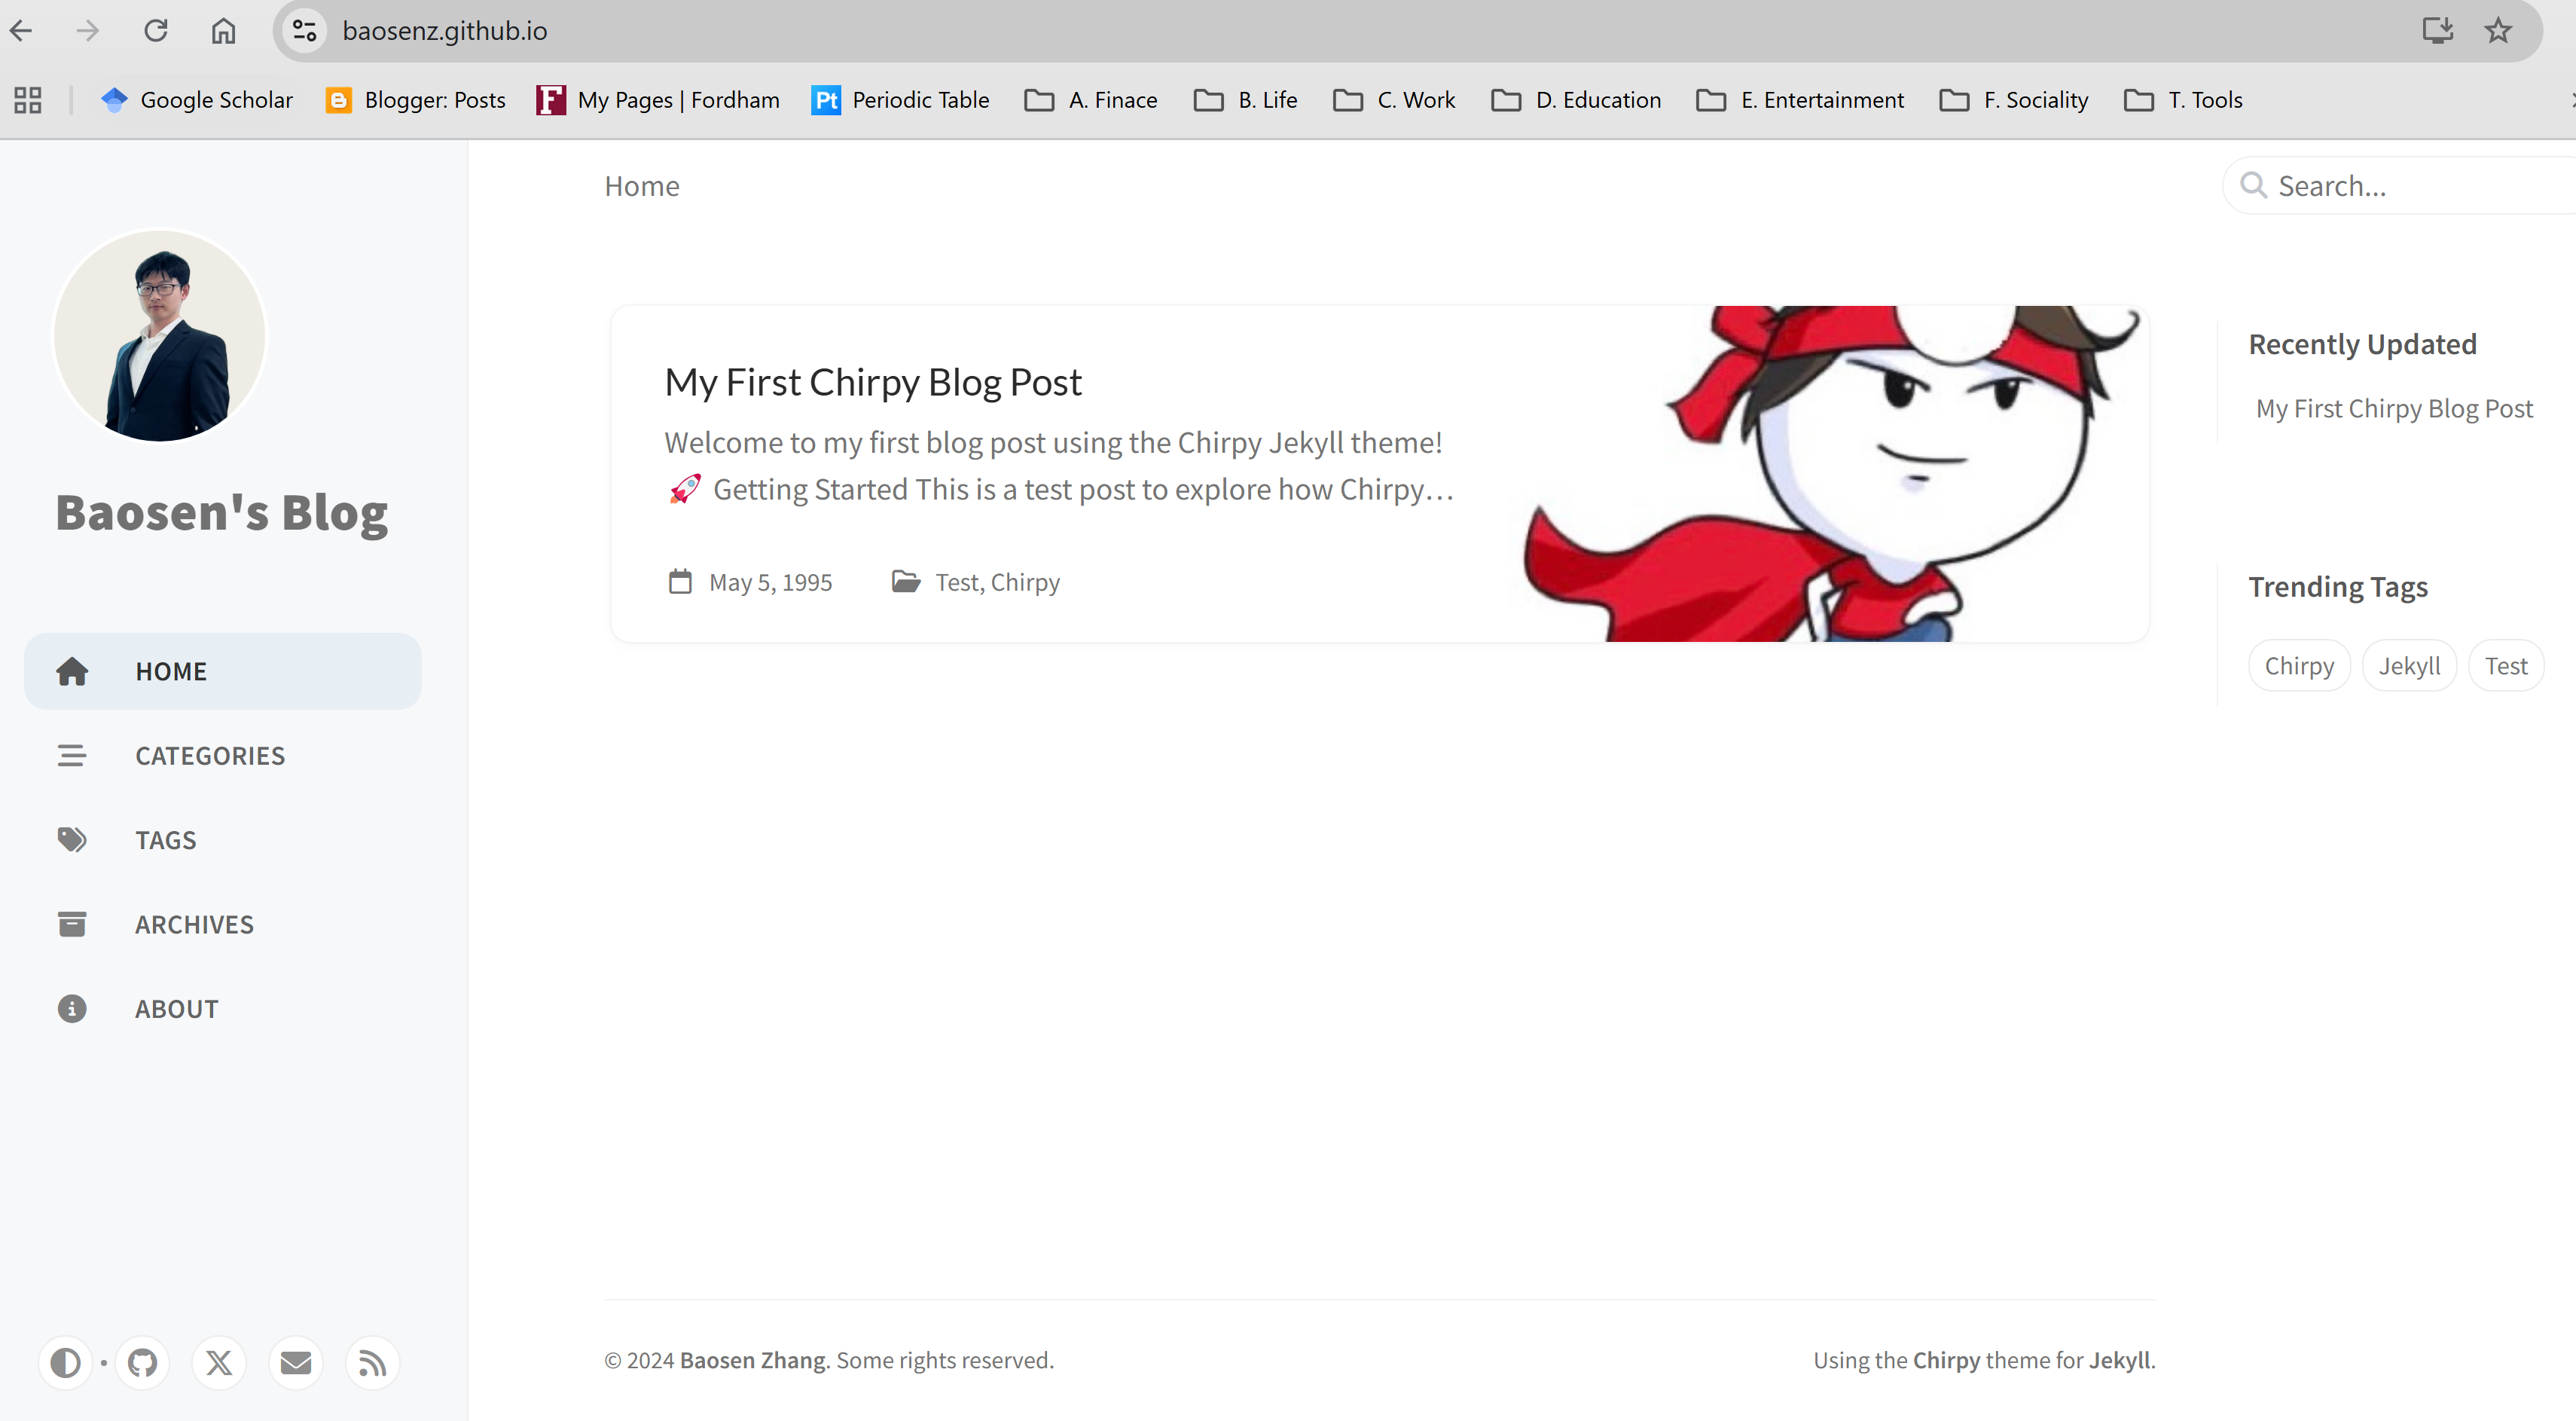 baosenz.github.io
Google Scholar
Blogger: Posts
My Pages | Fordham
Pt
Periodic Table
A. Finace
B. Life
C. Work
D. Education
E. Entertainment
F. Sociality
T. Tools
Baosen's Blog
HOME
CATEGORIES
TAGS
ARCHIVES
ABOUT
Home
Search...
My First Chirpy Blog Post
Welcome to my first blog post using the Chirpy Jekyll theme!
🚀 Getting Started This is a test post to explore how Chirpy...
May 5, 1995
Test, Chirpy
Recently Updated
My First Chirpy Blog Post
Trending Tags
Chirpy
Jekyll
Test
© 2024 Baosen Zhang. Some rights reserved.
Using the Chirpy theme for Jekyll.